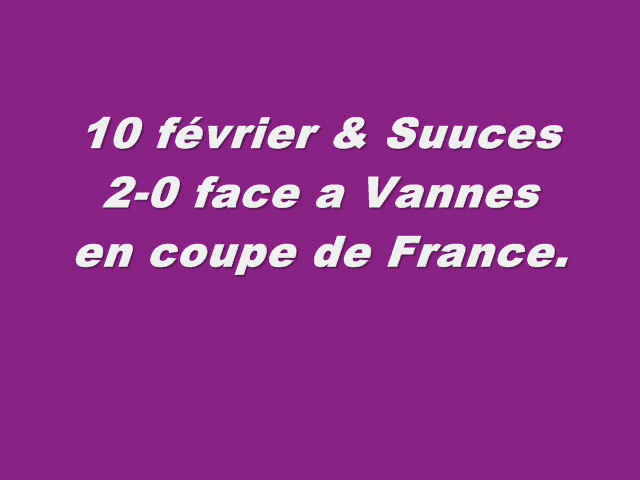 10 février & Suuces
2-0 face a Vannes
en coupe de France.